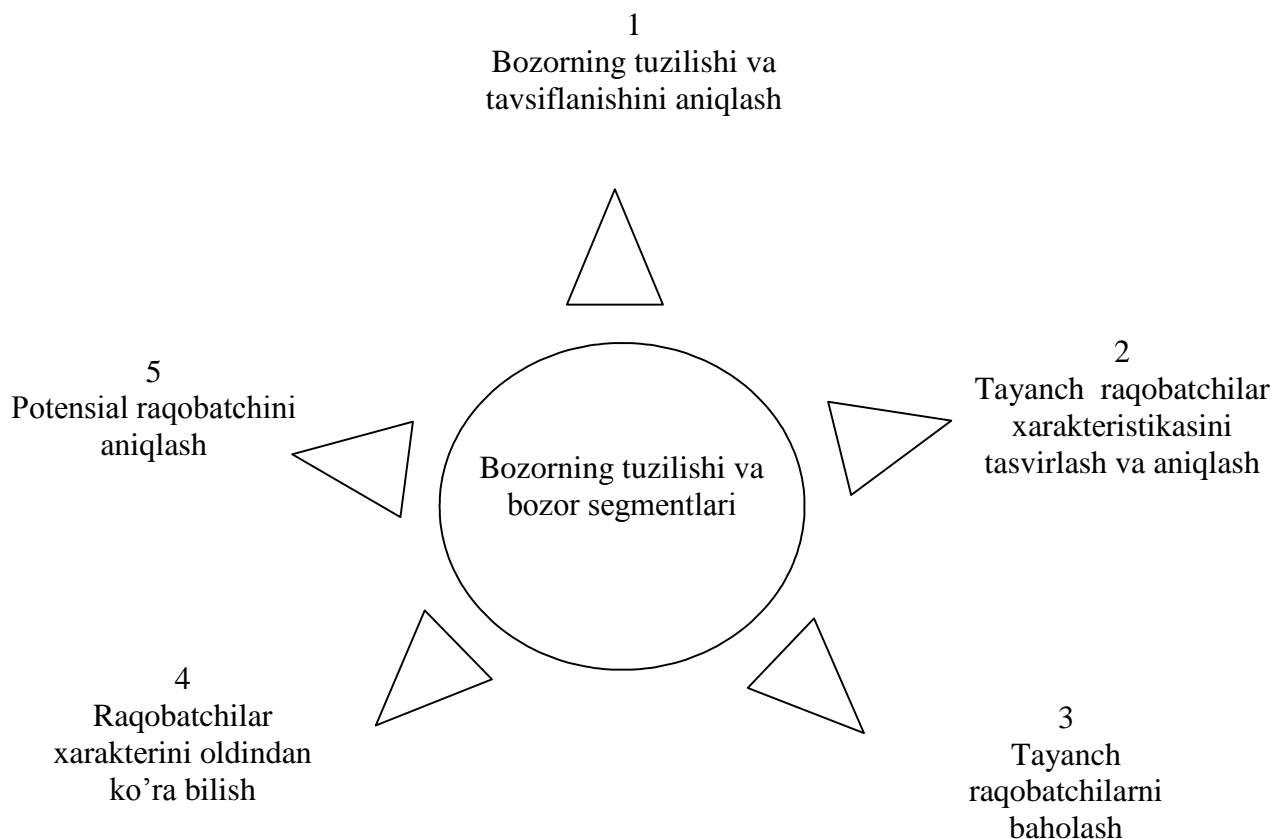 1
Bozorning tuzilishi va
tavsiflanishini aniqlash
2
Tayanch raqobatchilar
xarakteristikasini
tasvirlash va aniqlash
5
Potensial raqobatchini
aniqlash
Bozorning tuzilishi va
bozor segmentlari
4
Raqobatchilar
xarakterini oldindan
ko’ra bilish
3
Tayanch
raqobatchilarni
baholash